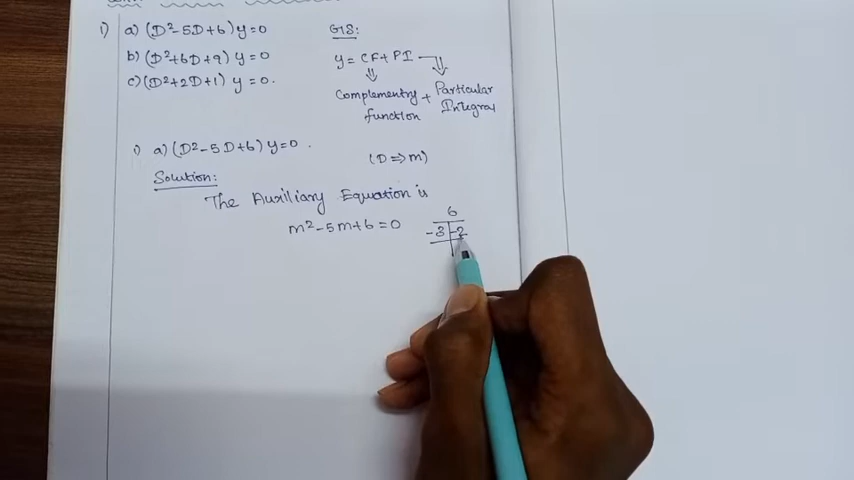 1) a) (D²-5D+6)y=0
b) (D²+6D+9) y=0
c) (D²+2D+1) y=0.
G.S:
y = CF+ PI
Complementry + Particular
function Integral
1) a) (D²-5D+6)y=0.
(D⇒m)
Solution:
The Auxiliary Equation is
m²-5m+6=0
6
-3 -2